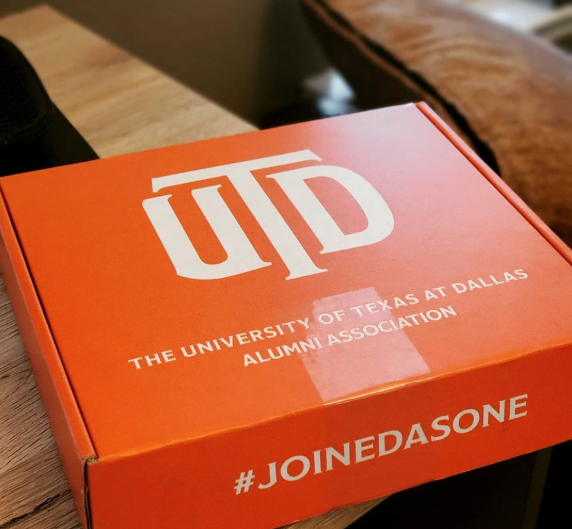 UTD
THE UNIVERSITY OF TEXAS AT DALLAS
ALUMNI ASSOCIATION
#JOINEDASONE